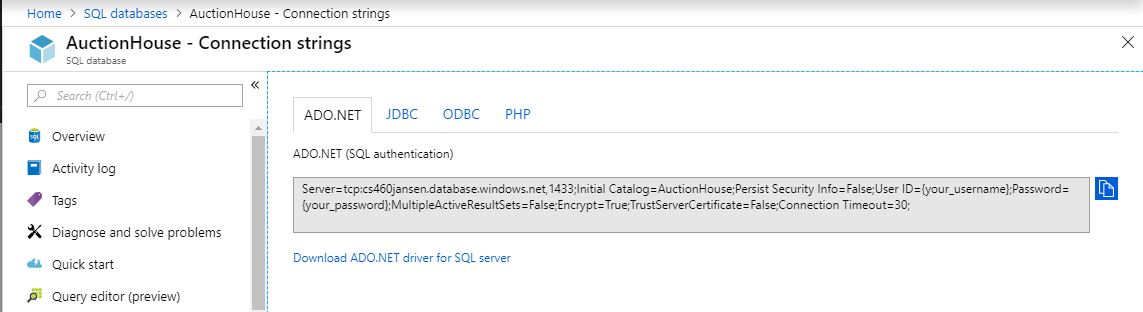 Home > SQL databases > AuctionHouse - Connection strings
AuctionHouse - Connection strings
SQL database
Search (Ctrl+/)
Overview
Activity log
Tags
Diagnose and solve problems
Quick start
Query editor (preview)
ADO.NET JDBC ODBC PHP
ADO.NET (SQL authentication)
Server=tcp:cs460jansen.database.windows.net,1433;Initial Catalog=AuctionHouse;Persist Security Info=False;User ID={your_username};Password=
{your_password};MultipleActiveResultSets=False;Encrypt=True;TrustServerCertificate=False;Connection Timeout=30;
Download ADO.NET driver for SQL server